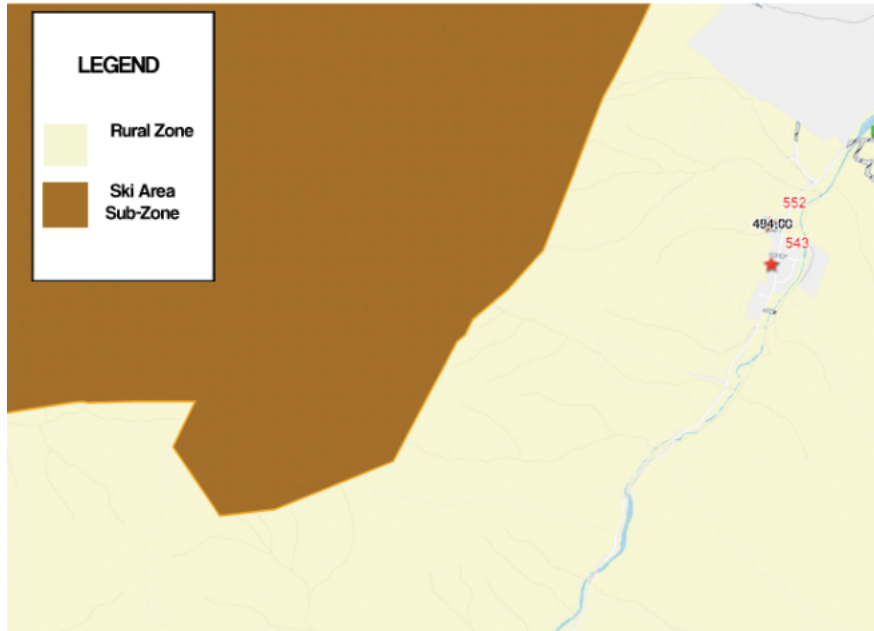 LEGEND
Rural Zone
Ski Area
Sub-Zone
552
494.00
543